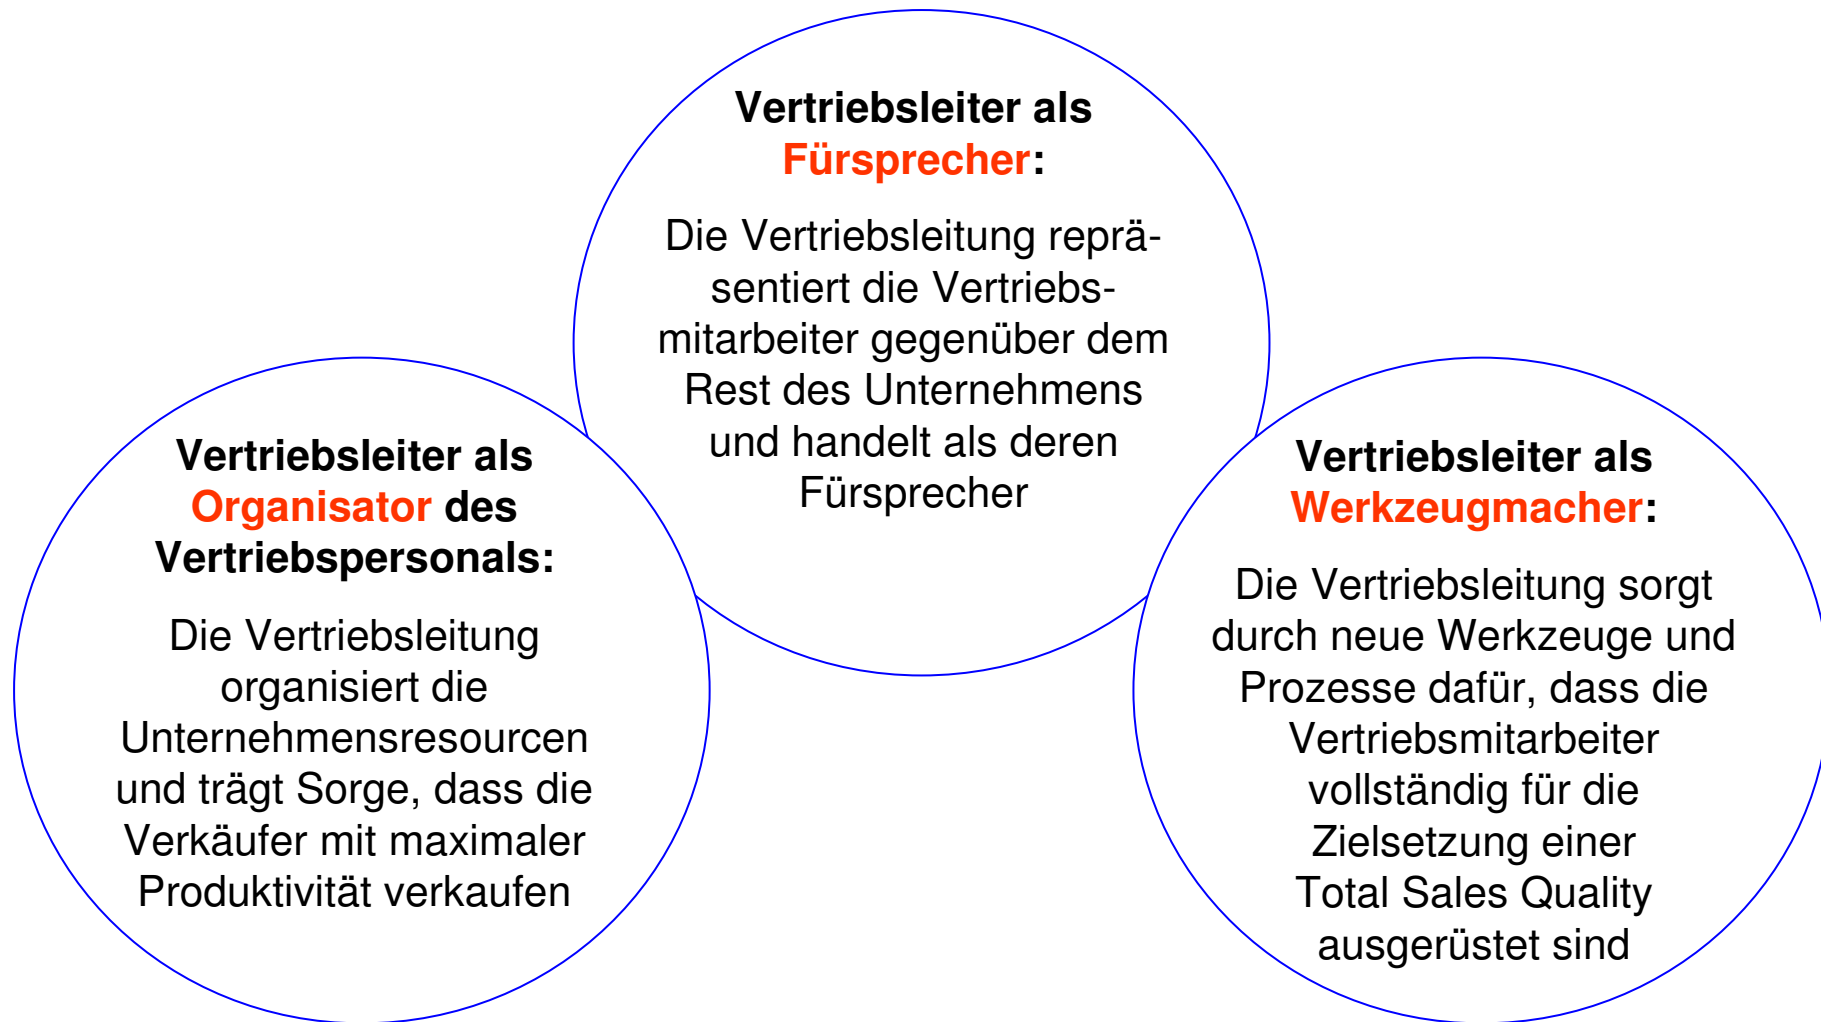 Vertriebsleiter als
Fürsprecher:
Die Vertriebsleitung reprä-
sentiert die Vertriebs-
mitarbeiter gegenüber dem
Rest des Unternehmens
und handelt als deren
Fürsprecher
Vertriebsleiter als
Organisator des
Vertriebspersonals:
Die Vertriebsleitung
organisiert die
Unternehmensresourcen
und trägt Sorge, dass die
Verkäufer mit maximaler
Produktivität verkaufen
Vertriebsleiter als
Werkzeugmacher:
Die Vertriebsleitung sorgt
durch neue Werkzeuge und
Prozesse dafür, dass die
Vertriebsmitarbeiter
vollständig für die
Zielsetzung einer
Total Sales Quality
ausgerüstet sind